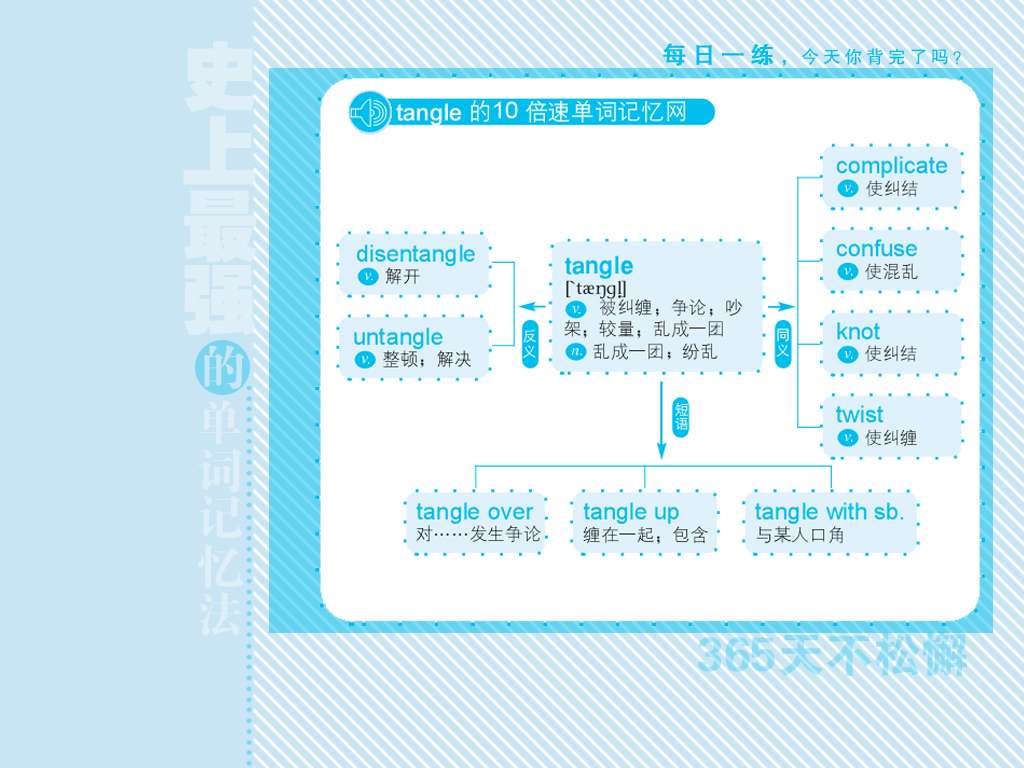 每日一练，今天你背完了吗?
史上最强的单词记忆法
tangle 的10 倍速单词记忆网
complicate
v. 使纠结
confuse
v. 使混乱
knot
v. 使纠结
twist
v. 使纠缠
同义
tangle
[`tæŋgl]
v. 被纠缠；争论；吵
架；较量；乱成一团
n. 乱成一团；纷乱
反义
disentangle
v. 解开
untangle
v. 整顿；解决
短语
tangle over
对……发生争论
tangle up
缠在一起；包含
tangle with sb.
与某人口角
365天不松懈